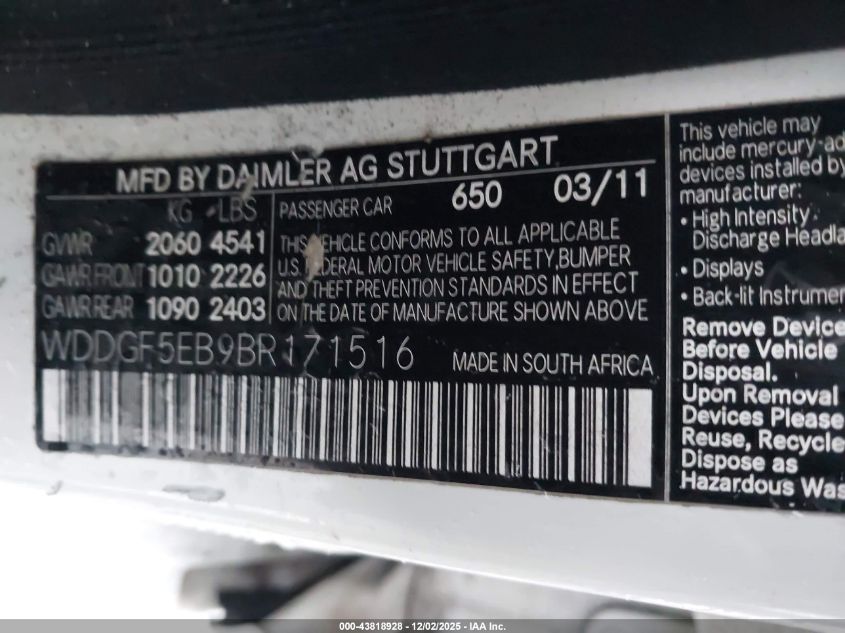 MFD BY DAIMLER AG STUTTGART
KG LBS
GVWR 2060 4541
GAWR FRONT 1010 2226
GAWR REAR 1090 2403
PASSENGER CAR 650 03/11
THIS VEHICLE CONFORMS TO ALL APPLICABLE
U.S. FEDERAL MOTOR VEHICLE SAFETY, BUMPER
AND THEFT PREVENTION STANDARDS IN EFFECT
ON THE DATE OF MANUFACTURE SHOWN ABOVE
WDDGF5EB9BR171516 MADE IN SOUTH AFRICA
This vehicle may
include mercury-ad
devices installed by
manufacturer:
• High Intensity
Discharge Headla
• Displays
• Back-lit Instrumen
Remove Device
Before Vehicle
Disposal.
Upon Removal
Devices Please
Reuse, Recycle
Dispose as
Hazardous Was
000-43818928 - 12/02/2025 - IAA Inc.